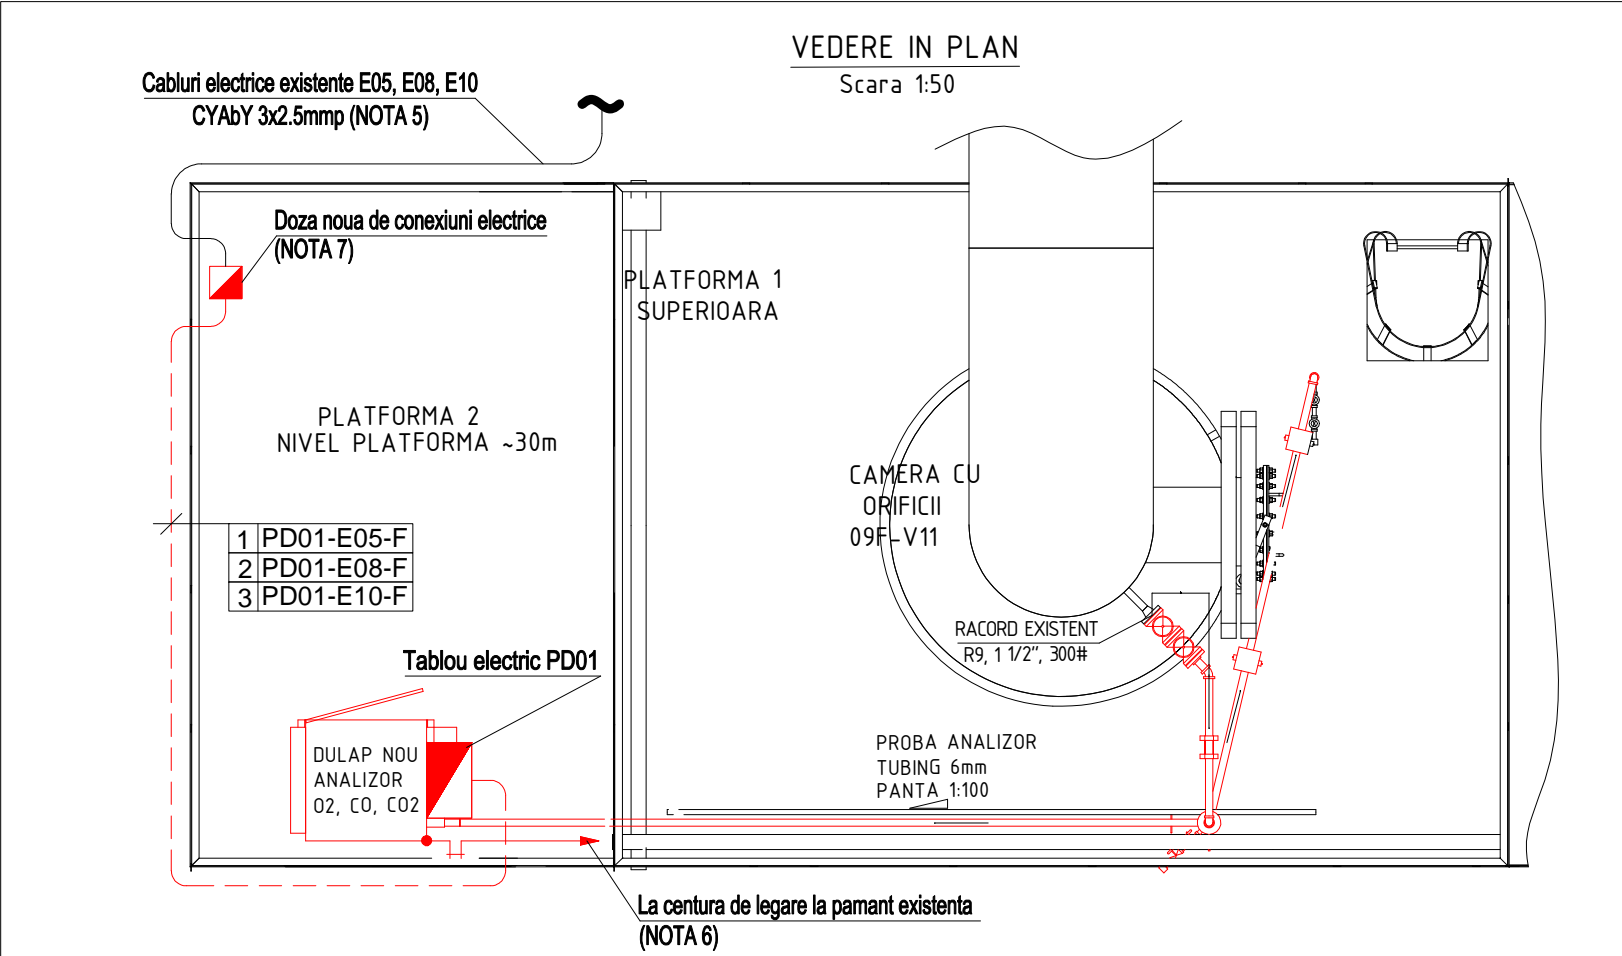 VEDERE IN PLAN
Scara 1:50
Cabluri electrice existente E05, E08, E10
CYAbY 3x2.5mmp (NOTA 5)
Doza noua de conexiuni electrice
(NOTA 7)
PLATFORMA 1
SUPERIOARA
PLATFORMA 2
NIVEL PLATFORMA ~30m
CAMERA CU
ORIFICII
09F-V11
1 PD01-E05-F
2 PD01-E08-F
3 PD01-E10-F
RACORD EXISTENT
R9, 1 1/2", 300#
Tablou electric PD01
DULAP NOU
ANALIZOR
O2, CO, CO2
PROBA ANALIZOR
TUBING 6mm
PANTA 1:100
La centura de legare la pamant existenta
(NOTA 6)